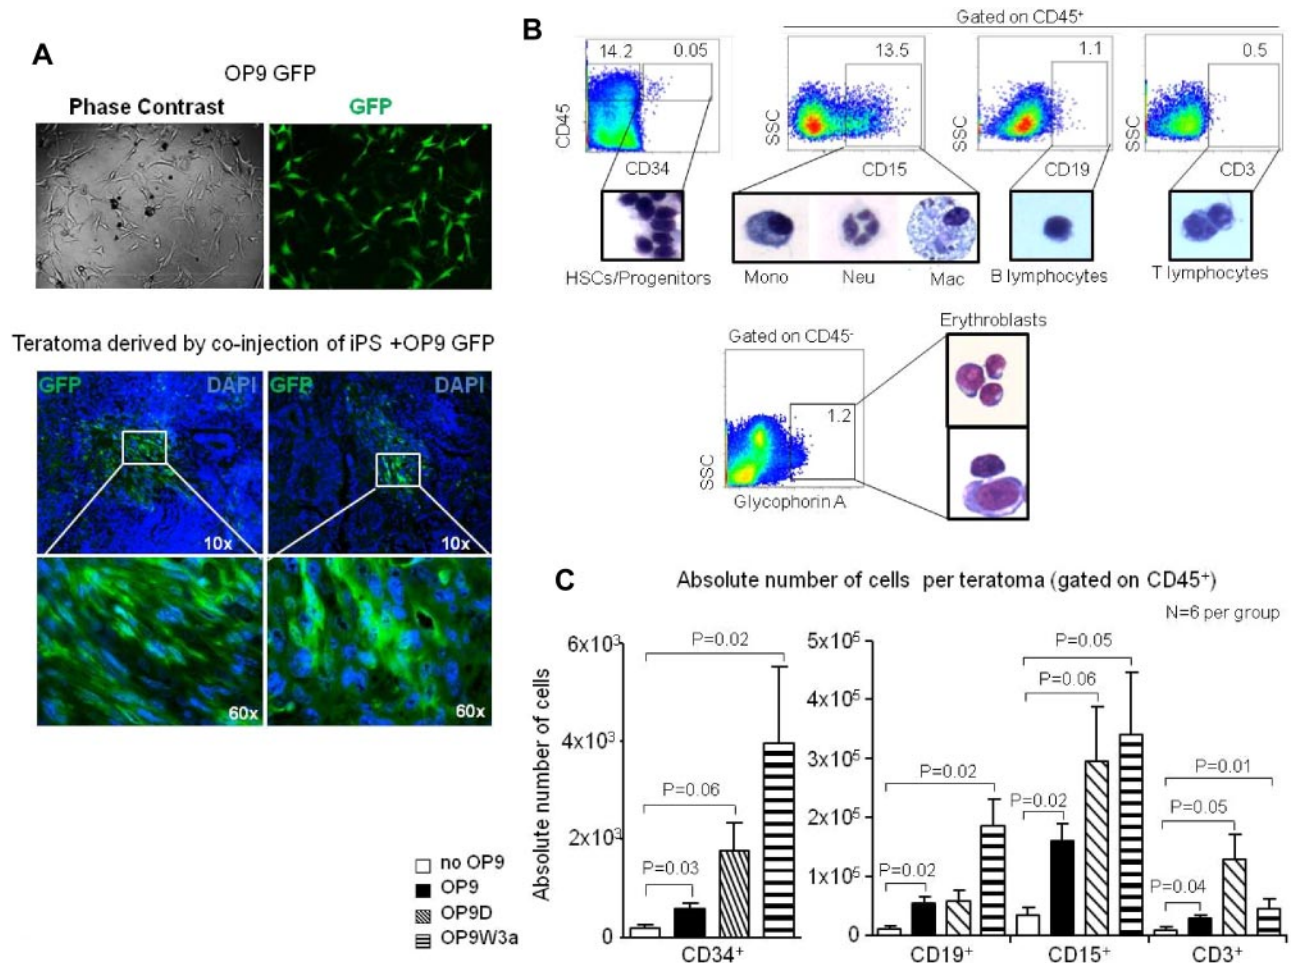 A
OP9 GFP
Phase Contrast
GFP
Teratoma derived by co-injection of iPS +OP9 GFP
GFP DAPI GFP DAPI
10x 10x
60x 60x
B
Gated on CD45⁺
14.2 0.05
13.5
1.1
0.5
CD45
SSC
SSC
SSC
CD34
CD15
CD19
CD3
HSCs/Progenitors
Mono Neu Mac
B lymphocytes
T lymphocytes
Gated on CD45⁻
Erythroblasts
1.2
SSC
Glycophorin A
C
Absolute number of cells per teratoma (gated on CD45⁺)
N=6 per group
Absolute number of cells
6x10³
4x10³
2x10³
0
P=0.02
P=0.06
P=0.03
CD34⁺
5x10⁵
4x10⁵
3x10⁵
2x10⁵
1x10⁵
0
P=0.02
P=0.02
P=0.05
P=0.06
P=0.02
P=0.01
P=0.05
P=0.04
CD19⁺
CD15⁺
CD3⁺
no OP9
OP9
OP9D
OP9W3a